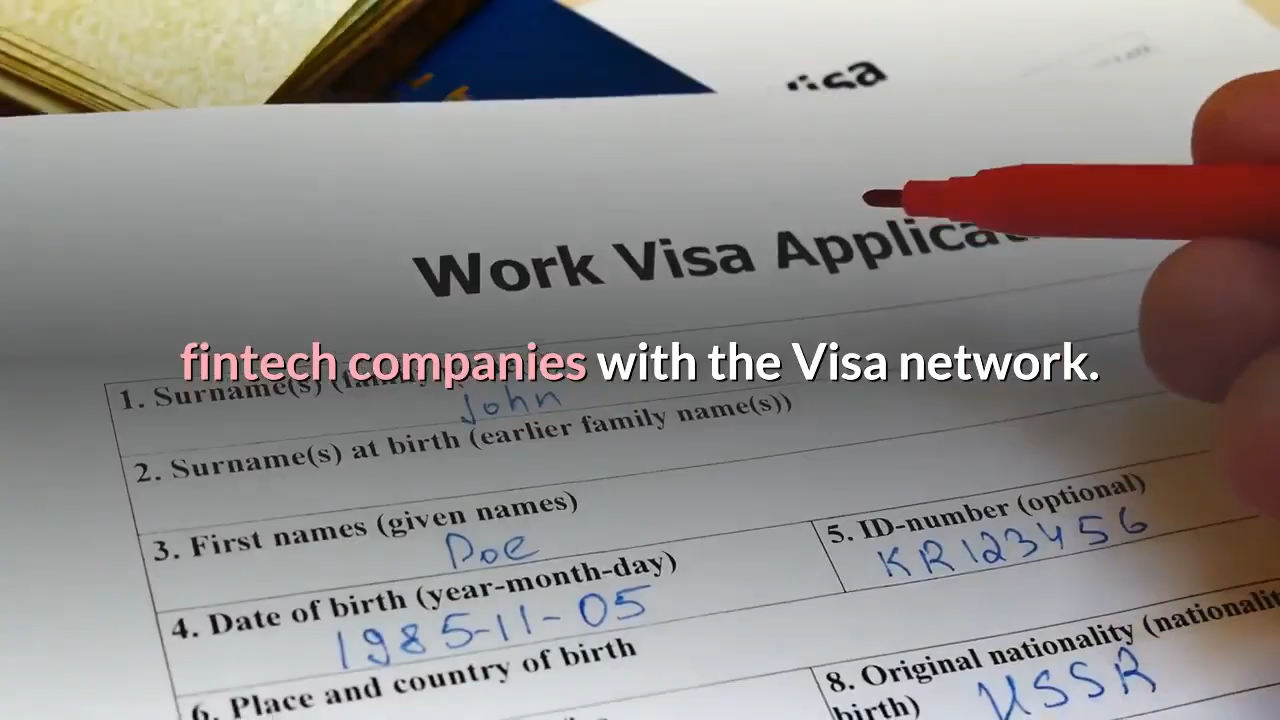 Visa
Work Visa Applicat
fintech companies with the Visa network.
1. Surname(s)
John
2. Surname(s) at birth (earlier family name(s))
3. First names (given names)
Doe
5. ID-number (optional)
KR123456
4. Date of birth (year-month-day)
1985-11-05
6. Place and country of birth
8. Original nationality (nationalit
birth)
USSR